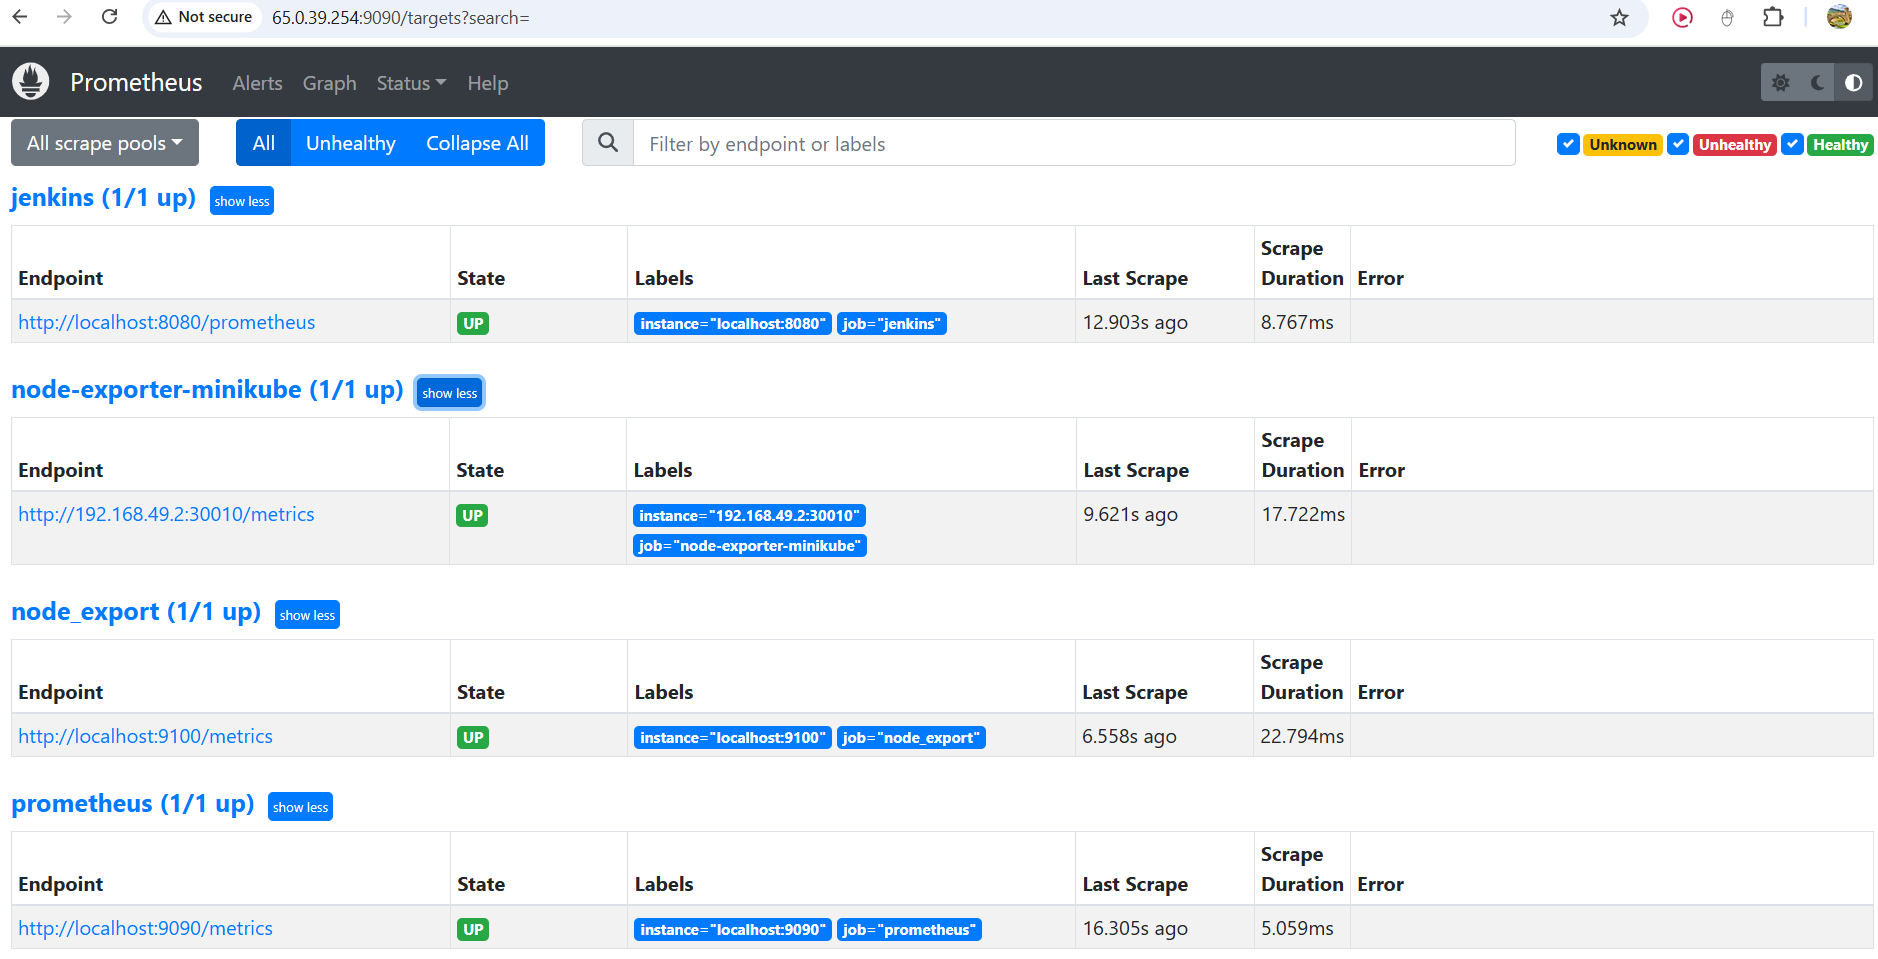 Not secure 65.0.39.254:9090/targets?search=
Prometheus Alerts Graph Status Help
All scrape pools All Unhealthy Collapse All Filter by endpoint or labels Unknown Unhealthy Healthy
jenkins (1/1 up) show less
Endpoint State Labels Last Scrape Scrape Duration Error
http://localhost:8080/prometheus UP instance="localhost:8080" job="jenkins" 12.903s ago 8.767ms
node-exporter-minikube (1/1 up) show less
Endpoint State Labels Last Scrape Scrape Duration Error
http://192.168.49.2:30010/metrics UP instance="192.168.49.2:30010" 9.621s ago 17.722ms
job="node-exporter-minikube"
node_export (1/1 up) show less
Endpoint State Labels Last Scrape Scrape Duration Error
http://localhost:9100/metrics UP instance="localhost:9100" job="node_export" 6.558s ago 22.794ms
prometheus (1/1 up) show less
Endpoint State Labels Last Scrape Scrape Duration Error
http://localhost:9090/metrics UP instance="localhost:9090" job="prometheus" 16.305s ago 5.059ms